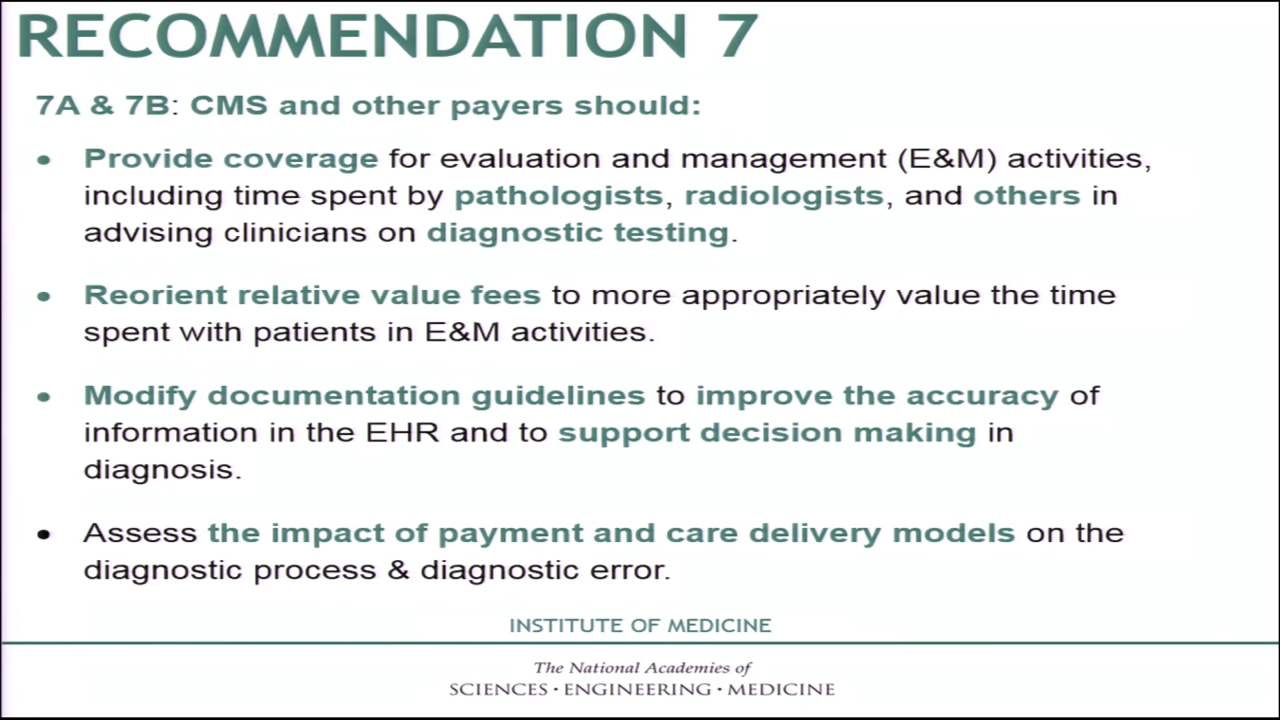 RECOMMENDATION 7
7A & 7B: CMS and other payers should:
• Provide coverage for evaluation and management (E&M) activities,
including time spent by pathologists, radiologists, and others in
advising clinicians on diagnostic testing.
• Reorient relative value fees to more appropriately value the time
spent with patients in E&M activities.
• Modify documentation guidelines to improve the accuracy of
information in the EHR and to support decision making in
diagnosis.
• Assess the impact of payment and care delivery models on the
diagnostic process & diagnostic error.
INSTITUTE OF MEDICINE
The National Academies of
SCIENCES · ENGINEERING · MEDICINE